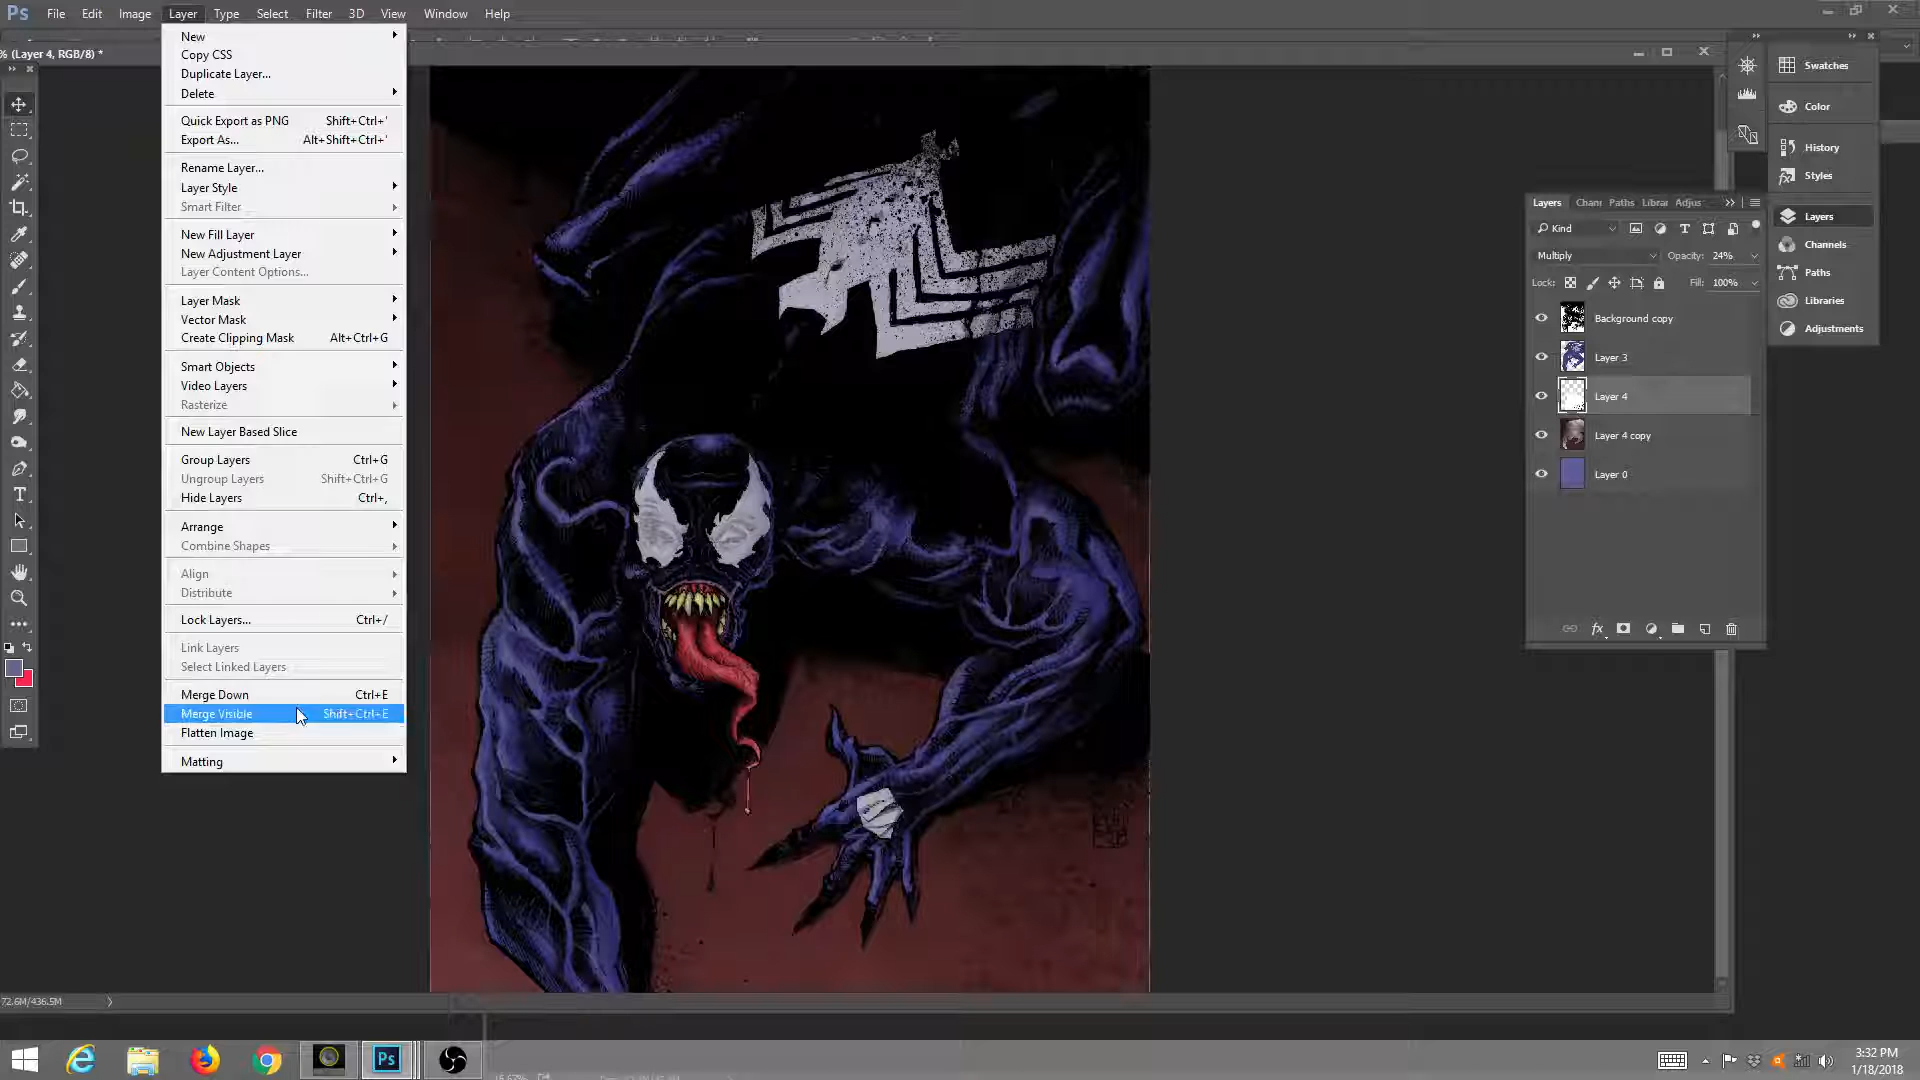 Ps File Edit Image Layer Type Select Filter 3D View Window Help
% (Layer 4, RGB/8) *
New
Copy CSS
Duplicate Layer...
Delete
Quick Export as PNG Shift+Ctrl+'
Export As... Alt+Shift+Ctrl+'
Rename Layer...
Layer Style
Smart Filter
New Fill Layer
New Adjustment Layer
Layer Content Options...
Layer Mask
Vector Mask
Create Clipping Mask Alt+Ctrl+G
Smart Objects
Video Layers
Rasterize
New Layer Based Slice
Group Layers Ctrl+G
Ungroup Layers Shift+Ctrl+G
Hide Layers Ctrl+,
Arrange
Combine Shapes
Align
Distribute
Lock Layers... Ctrl+/
Link Layers
Select Linked Layers
Merge Down Ctrl+E
Merge Visible Shift+Ctrl+E
Flatten Image
Matting
Swatches
Color
History
Styles
Layers
Channels
Paths
Libraries
Adjustments
Layers Chann Paths Librar Adjus
Kind
Multiply Opacity: 24%
Lock: Fill: 100%
Background copy
Layer 3
Layer 4
Layer 4 copy
Layer 0
fx
72.6M/436.5M
Ps
3:32 PM
1/18/2018